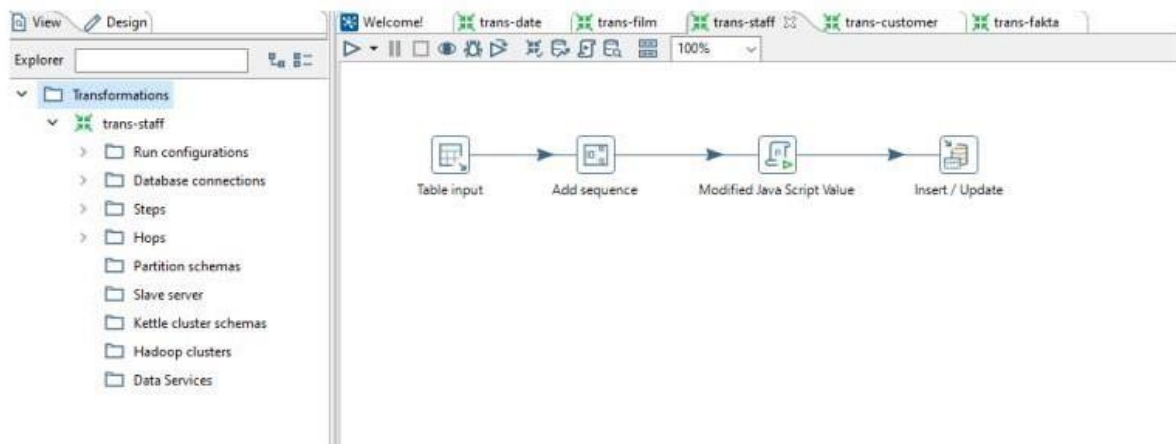 View Design
Welcome! trans-date trans-film trans-staff trans-customer trans-fakta
Explorer
100%
Transformations
trans-staff
Run configurations
Database connections
Steps
Hops
Partition schemas
Slave server
Kettle cluster schemas
Hadoop clusters
Data Services
Table input Add sequence Modified Java Script Value Insert / Update